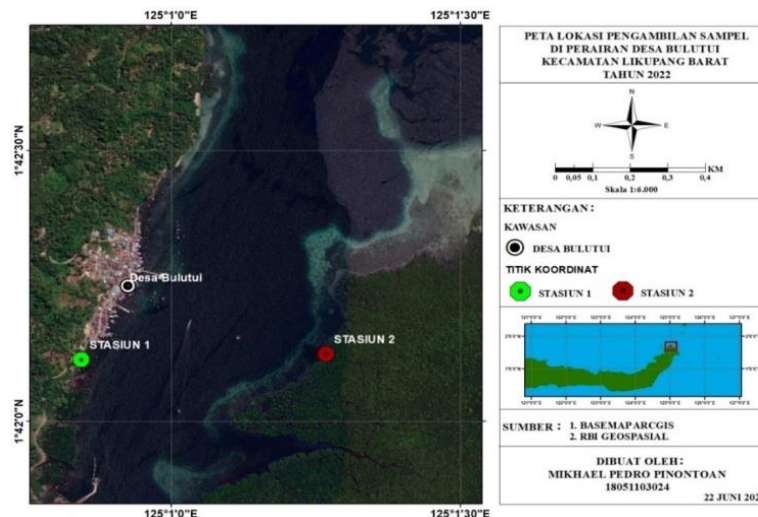 125°1'0"E
125°1'30"E
1°42'30"N
1°42'0"N
Desa Bulutui
STASIUN 1
STASIUN 2
125°1'0"E
125°1'30"E
PETA LOKASI PENGAMBILAN SAMPEL
DI PERAIRAN DESA BULUTUI
KECAMATAN LIKUPANG BARAT
TAHUN 2022
N
W
E
S
KM
0 0,05 0,1 0,2 0,3 0,4
Skala 1:6.000
KETERANGAN:
KAWASAN
DESA BULUTUI
TITIK KOORDINAT
STASIUN 1
STASIUN 2
SUMBER : 1. BASEMAP ARCGIS
2. RBI GEOSPASIAL
DIBUAT OLEH:
MIKHAEL PEDRO PINONTOAN
18051103024
22 JUNI 202